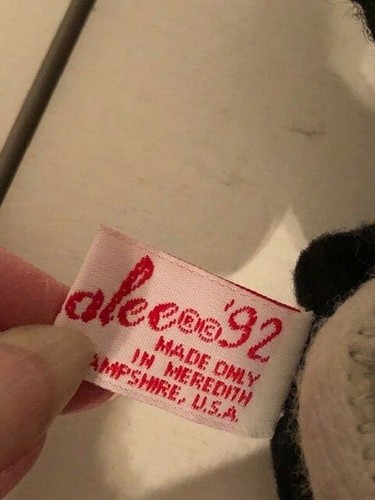 alee®© '92
MADE ONLY
IN MEREDITH
AMPSHIRE, U.S.A.